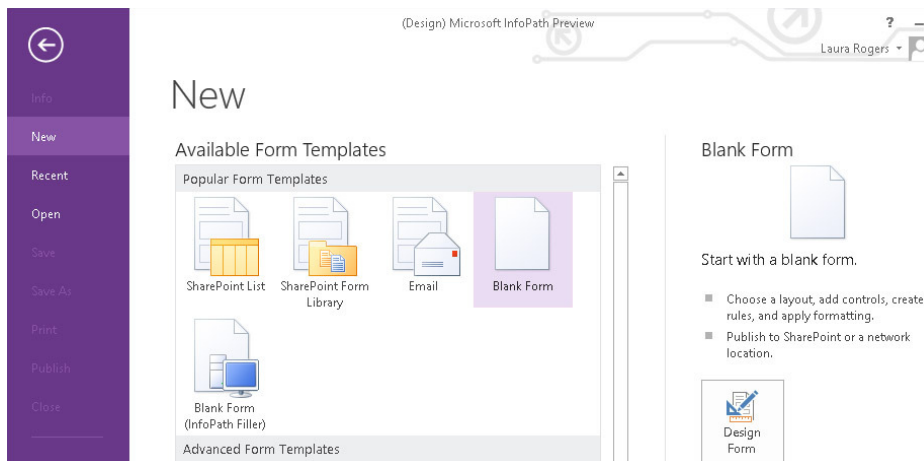 (Design) Microsoft InfoPath Preview
?
Laura Rogers
Info
New
Recent
Open
Save
Save As
Print
Publish
Close
New
Available Form Templates
Popular Form Templates
SharePoint List
SharePoint Form
Library
Email
Blank Form
Blank Form
(InfoPath Filler)
Advanced Form Templates
Blank Form
Start with a blank form.
Choose a layout, add controls, create
rules, and apply formatting.
Publish to SharePoint or a network
location.
Design
Form